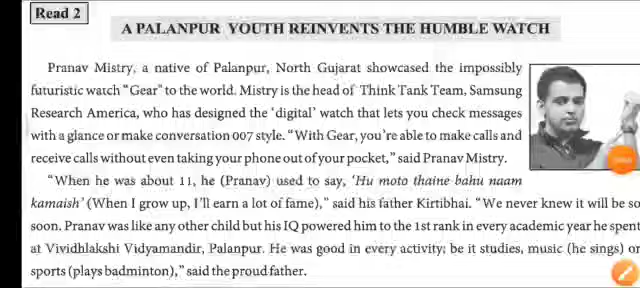 Read 2
A PALANPUR YOUTH REINVENTS THE HUMBLE WATCH
Pranav Mistry, a native of Palanpur, North Gujarat showcased the impossibly
futuristic watch "Gear" to the world. Mistry is the head of Think Tank Team, Samsung
Research America, who has designed the 'digital' watch that lets you check messages
with a glance or make conversation 007 style. "With Gear, you're able to make calls and
receive calls without even taking your phone out of your pocket," said Pranav Mistry.
"When he was about 11, he (Pranav) used to say, 'Hu moto thaine bahu naam
kamaish' (When I grow up, I'll earn a lot of fame)," said his father Kirtibhai. "We never knew it will be so
soon. Pranav was like any other child but his IQ powered him to the 1st rank in every academic year he spent
at Vividhlakshi Vidyamandir, Palanpur. He was good in every activity; be it studies, music (he sings) or
sports (plays badminton)," said the proud father.